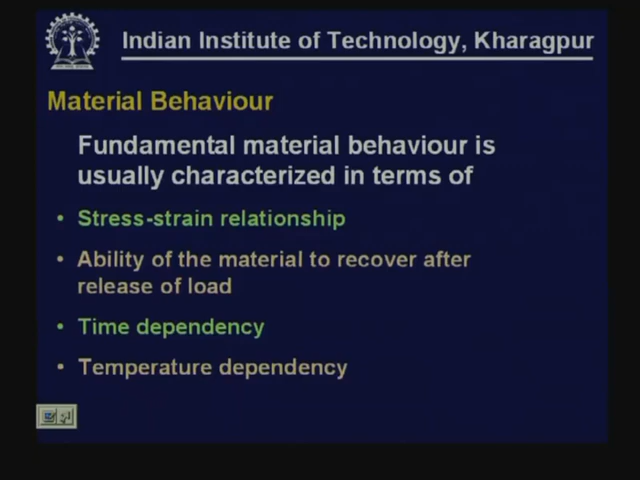 Indian Institute of Technology, Kharagpur
Material Behaviour
Fundamental material behaviour is
usually characterized in terms of
• Stress-strain relationship
• Ability of the material to recover after
release of load
• Time dependency
• Temperature dependency